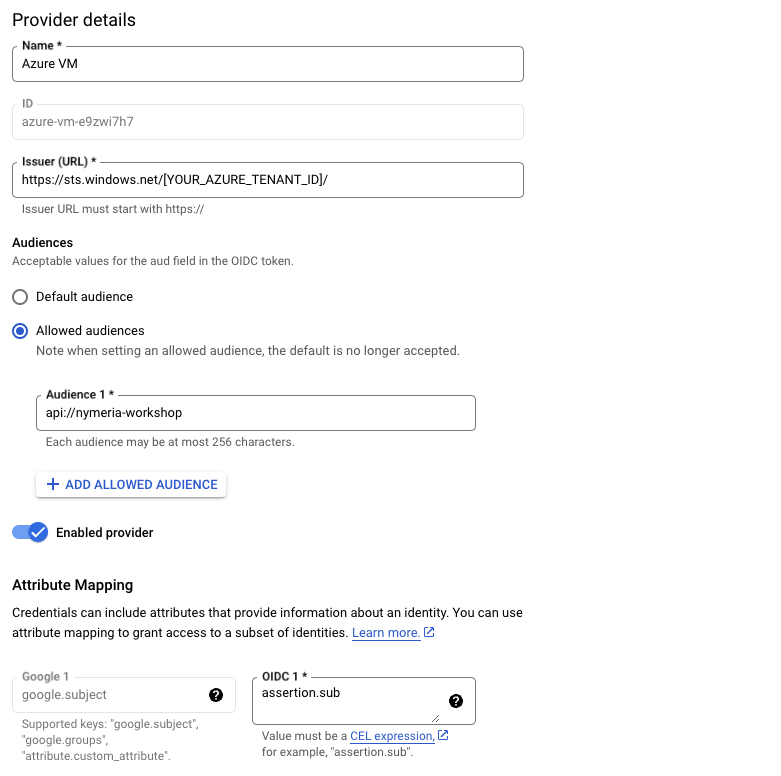 Provider details
Name *
Azure VM
ID
azure-vm-e9zwi7h7
Issuer (URL) *
https://sts.windows.net/[YOUR_AZURE_TENANT_ID]/
Issuer URL must start with https://
Audiences
Acceptable values for the aud field in the OIDC token.
Default audience
Allowed audiences
Note when setting an allowed audience, the default is no longer accepted.
Audience 1 *
api://nymeria-workshop
Each audience may be at most 256 characters.
ADD ALLOWED AUDIENCE
Enabled provider
Attribute Mapping
Credentials can include attributes that provide information about an identity. You can use
attribute mapping to grant access to a subset of identities. Learn more.
Google 1
google.subject
Supported keys: "google.subject",
"google.groups",
"attribute.custom_attribute".
OIDC 1 *
assertion.sub
Value must be a CEL expression,
for example, "assertion.sub".